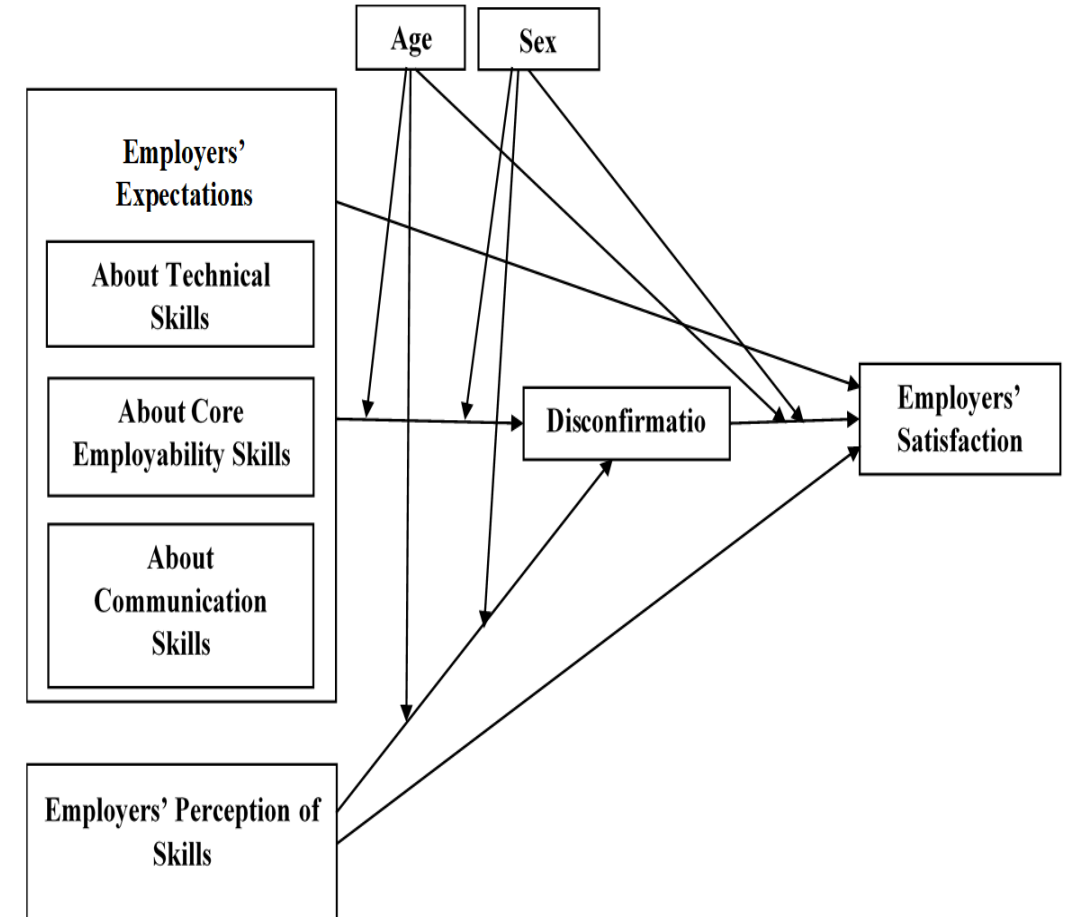 Age
Sex
Employers’
Expectations
About Technical
Skills
About Core
Employability Skills
About
Communication
Skills
Disconfirmatio
Employers’
Satisfaction
Employers’ Perception of
Skills